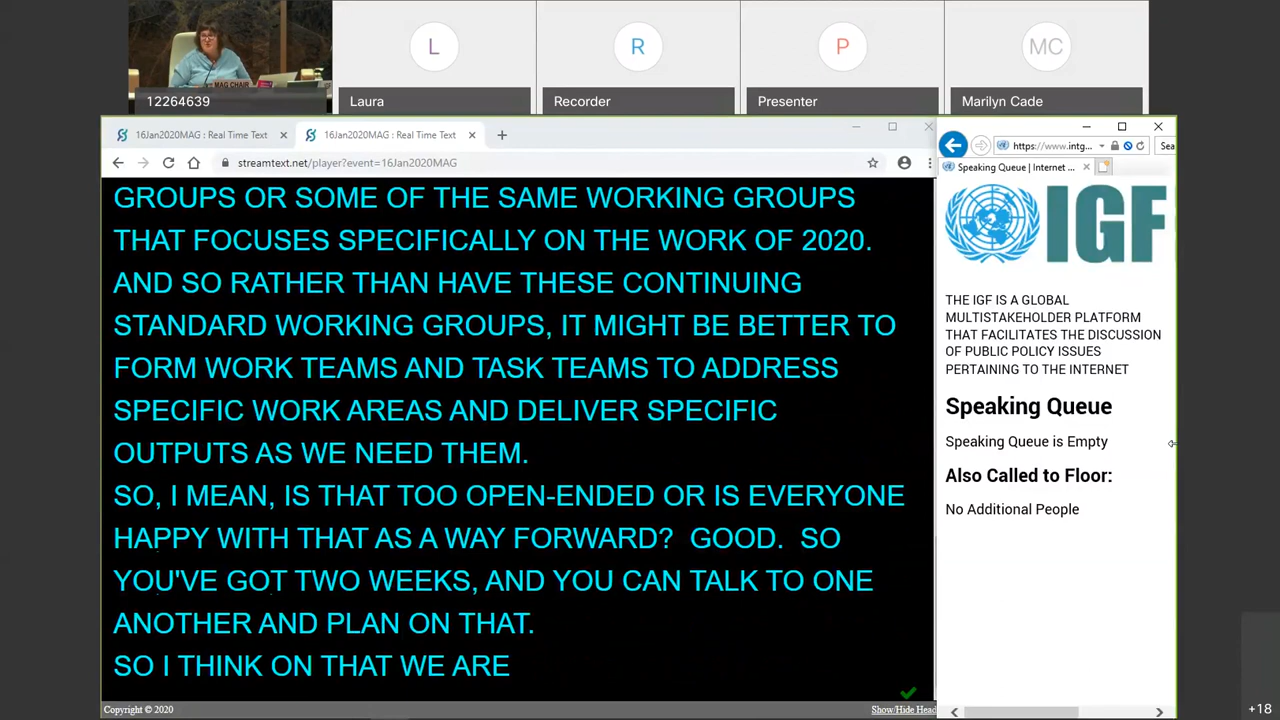 MAG CHAIR
12264639
L
Laura
R
Recorder
P
Presenter
MC
Marilyn Cade
16Jan2020MAG : Real Time Text
16Jan2020MAG : Real Time Text
streamtext.net/player?event=16Jan2020MAG
GROUPS OR SOME OF THE SAME WORKING GROUPS
THAT FOCUSES SPECIFICALLY ON THE WORK OF 2020.
AND SO RATHER THAN HAVE THESE CONTINUING
STANDARD WORKING GROUPS, IT MIGHT BE BETTER TO
FORM WORK TEAMS AND TASK TEAMS TO ADDRESS
SPECIFIC WORK AREAS AND DELIVER SPECIFIC
OUTPUTS AS WE NEED THEM.
SO, I MEAN, IS THAT TOO OPEN-ENDED OR IS EVERYONE
HAPPY WITH THAT AS A WAY FORWARD?  GOOD.  SO
YOU'VE GOT TWO WEEKS, AND YOU CAN TALK TO ONE
ANOTHER AND PLAN ON THAT.
SO I THINK ON THAT WE ARE
Copyright © 2020
Show/Hide Head
https://www.intg...
Sea
Speaking Queue | Internet ...
IGF
THE IGF IS A GLOBAL
MULTISTAKEHOLDER PLATFORM
THAT FACILITATES THE DISCUSSION
OF PUBLIC POLICY ISSUES
PERTAINING TO THE INTERNET
Speaking Queue
Speaking Queue is Empty
Also Called to Floor:
No Additional People
+18